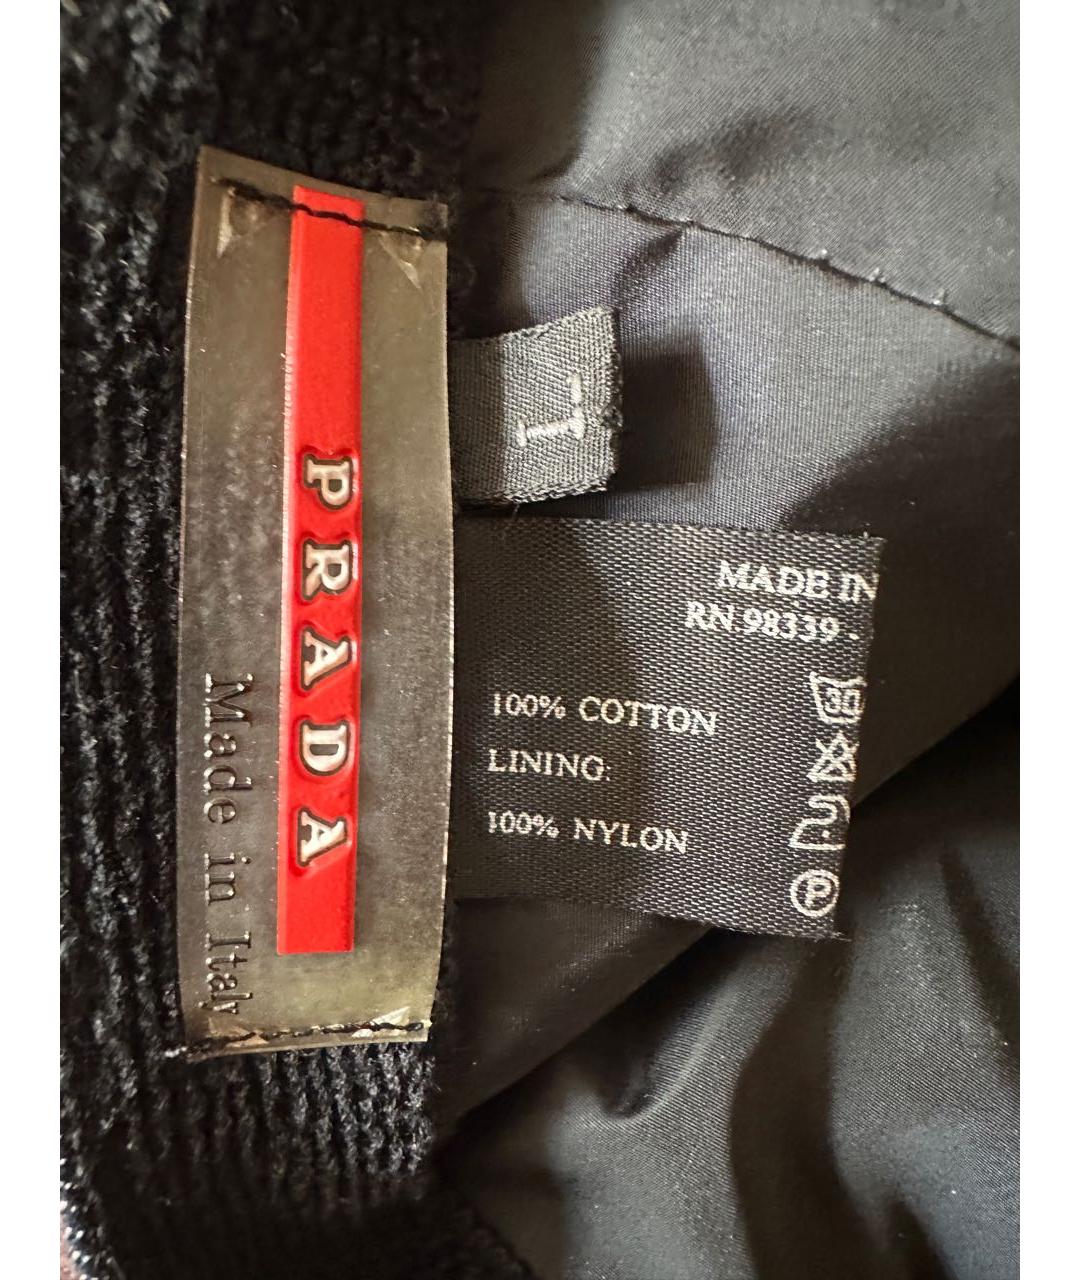 PRADA
Made in Italy
L
MADE IN
RN 98339 -
100% COTTON
LINING:
100% NYLON
30
P